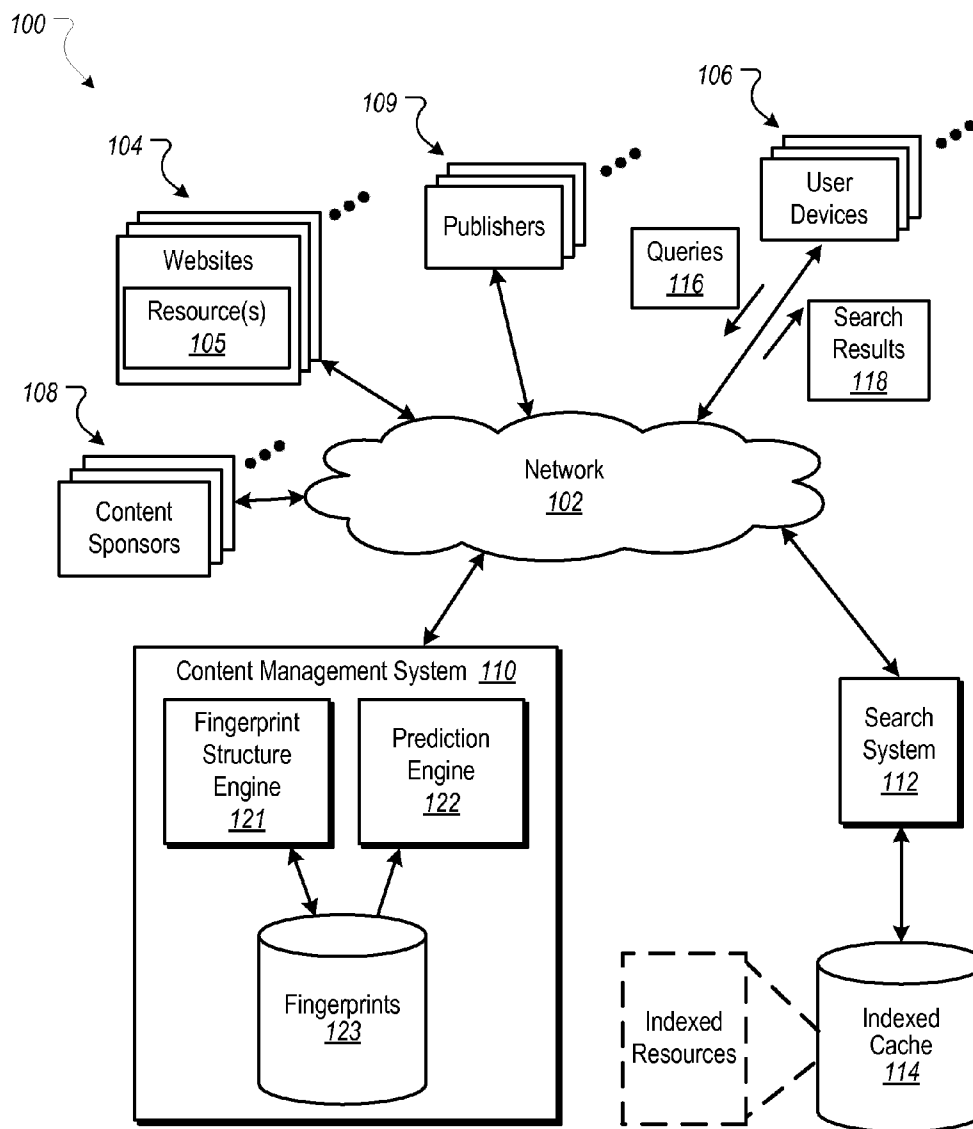 100
104
109
106
Websites
Resource(s)
105
Publishers
User
Devices
Queries
116
Search
Results
118
108
Content
Sponsors
Network
102
Content Management System 110
Fingerprint
Structure
Engine
121
Prediction
Engine
122
Search
System
112
Fingerprints
123
Indexed
Resources
Indexed
Cache
114